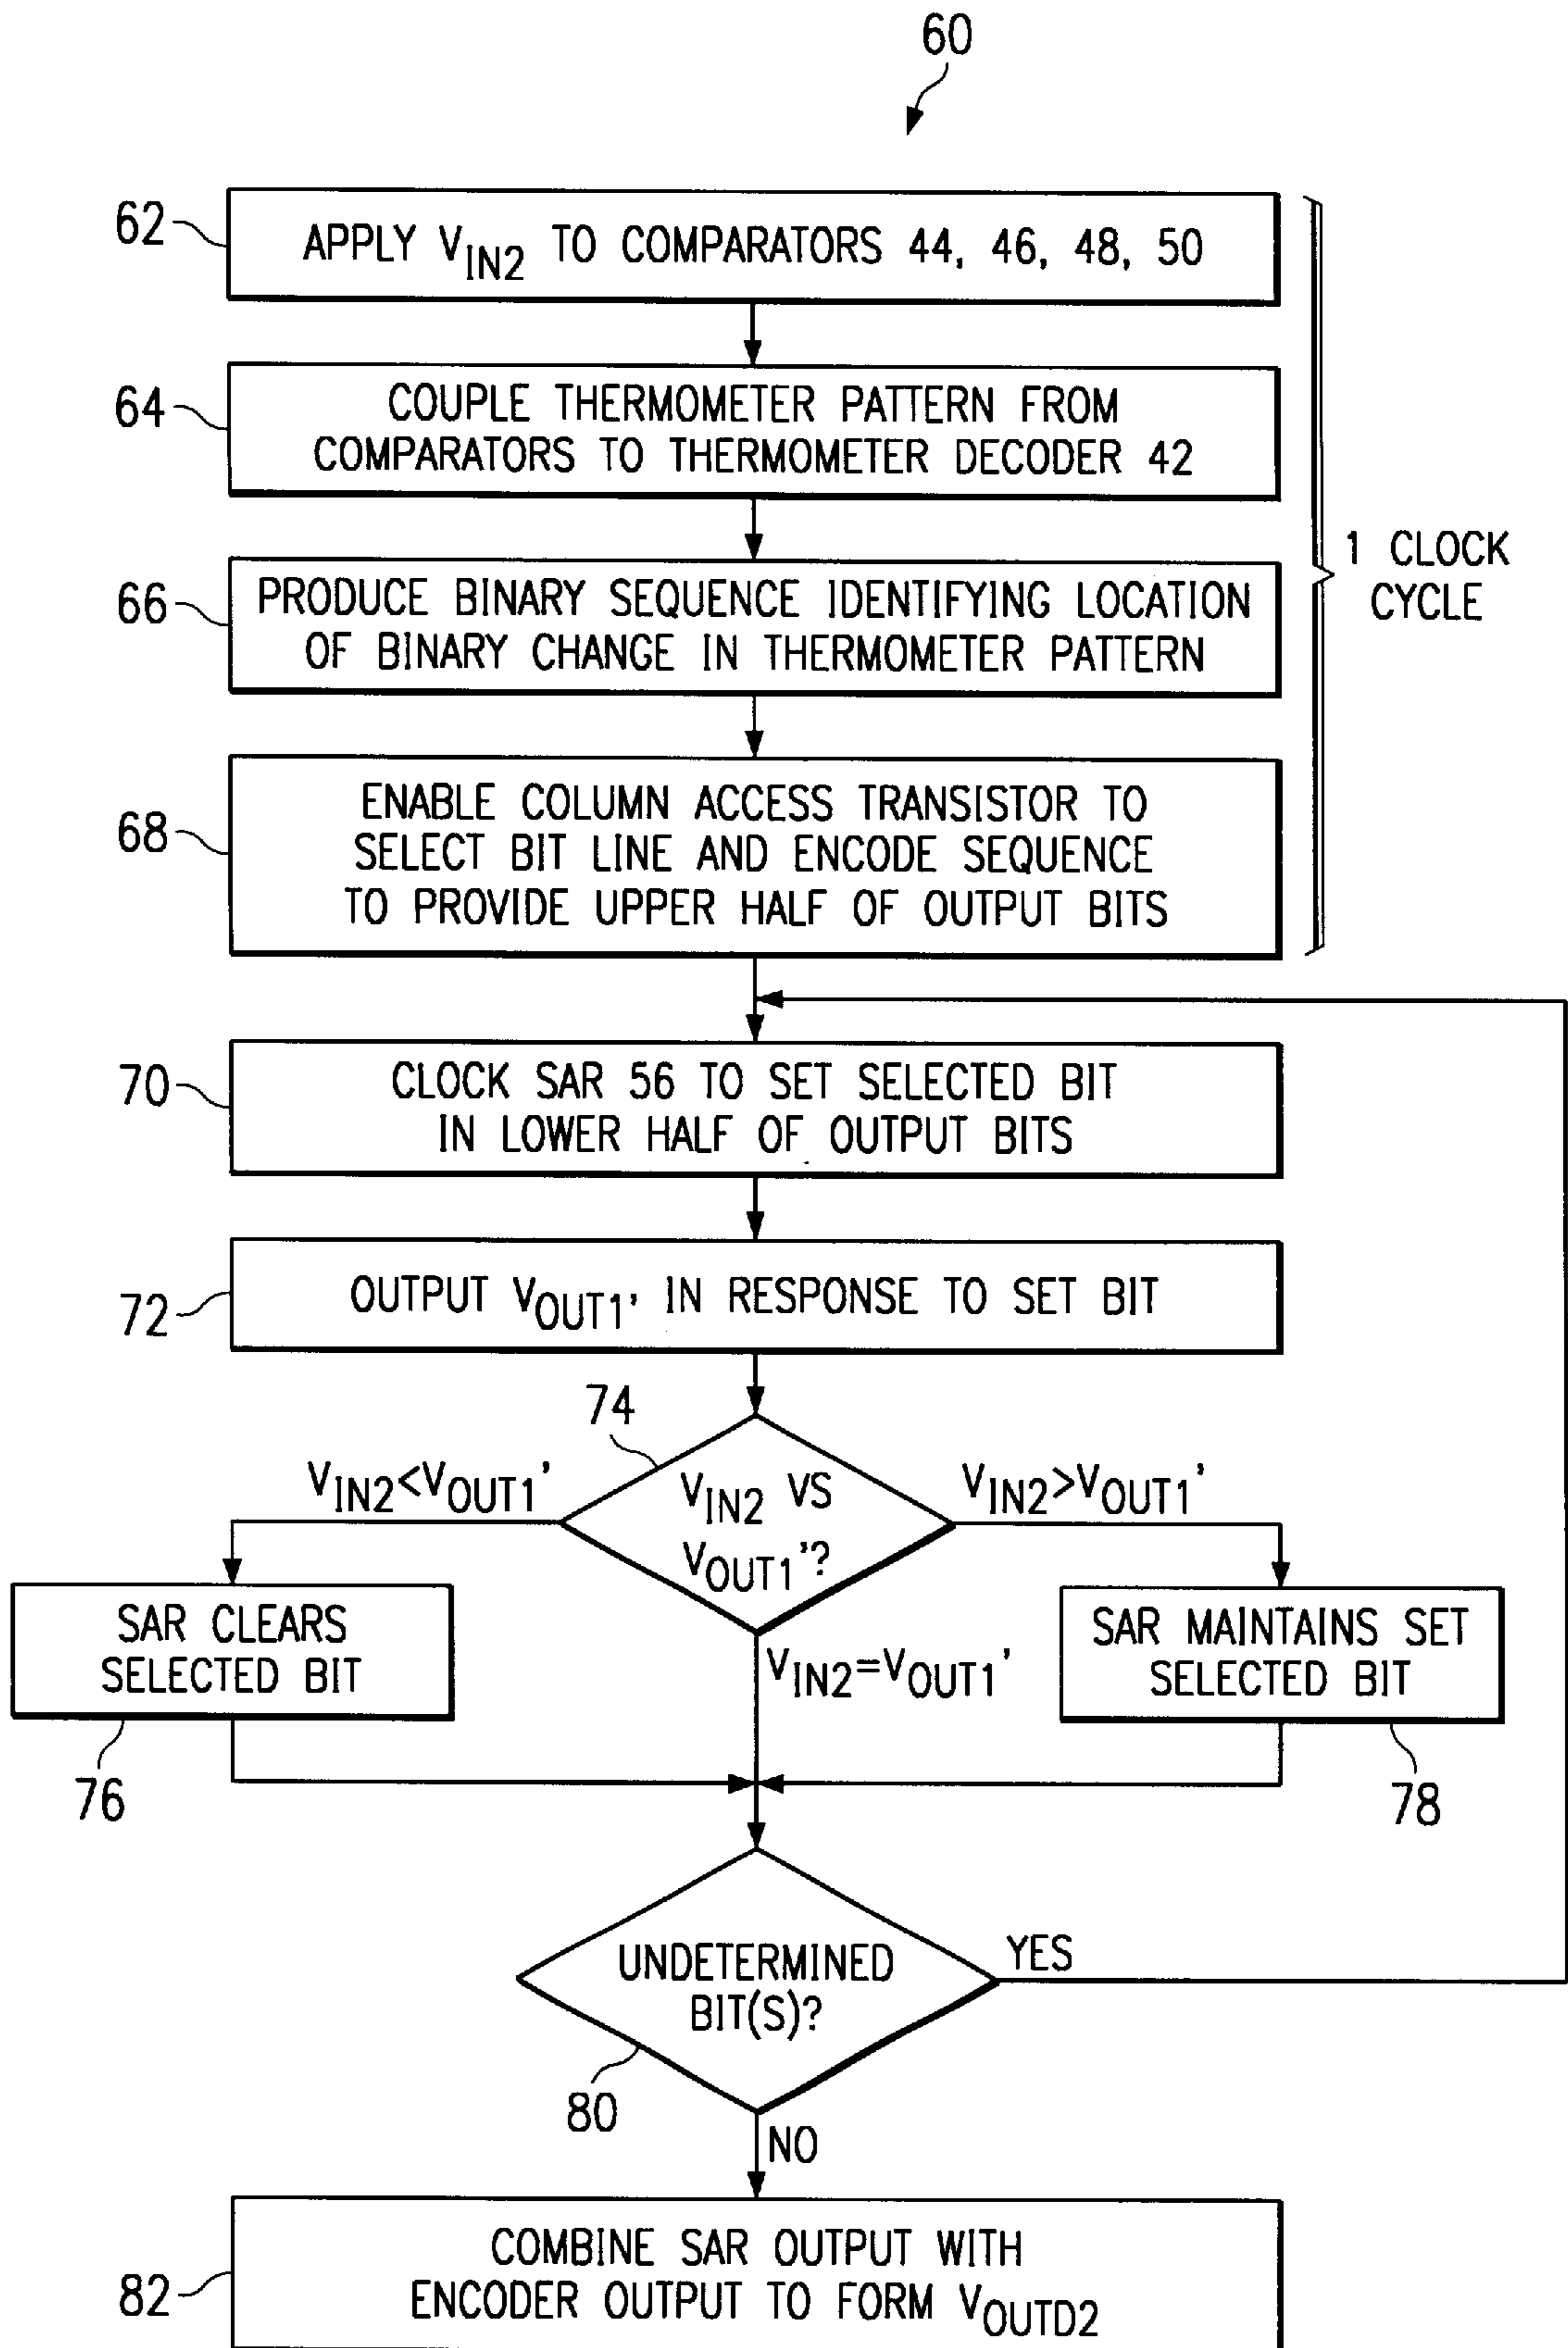 60
62
APPLY VIN2 TO COMPARATORS 44, 46, 48, 50
64
COUPLE THERMOMETER PATTERN FROM
COMPARATORS TO THERMOMETER DECODER 42
1 CLOCK
CYCLE
66
PRODUCE BINARY SEQUENCE IDENTIFYING LOCATION
OF BINARY CHANGE IN THERMOMETER PATTERN
68
ENABLE COLUMN ACCESS TRANSISTOR TO
SELECT BIT LINE AND ENCODE SEQUENCE
TO PROVIDE UPPER HALF OF OUTPUT BITS
70
CLOCK SAR 56 TO SET SELECTED BIT
IN LOWER HALF OF OUTPUT BITS
72
OUTPUT VOUT1' IN RESPONSE TO SET BIT
74
VIN2<VOUT1'
VIN2 VS
VOUT1'?
VIN2>VOUT1'
SAR CLEARS
SELECTED BIT
76
VIN2=VOUT1'
SAR MAINTAINS SET
SELECTED BIT
78
UNDETERMINED
BIT(S)?
YES
80
NO
82
COMBINE SAR OUTPUT WITH
ENCODER OUTPUT TO FORM VOUTD2